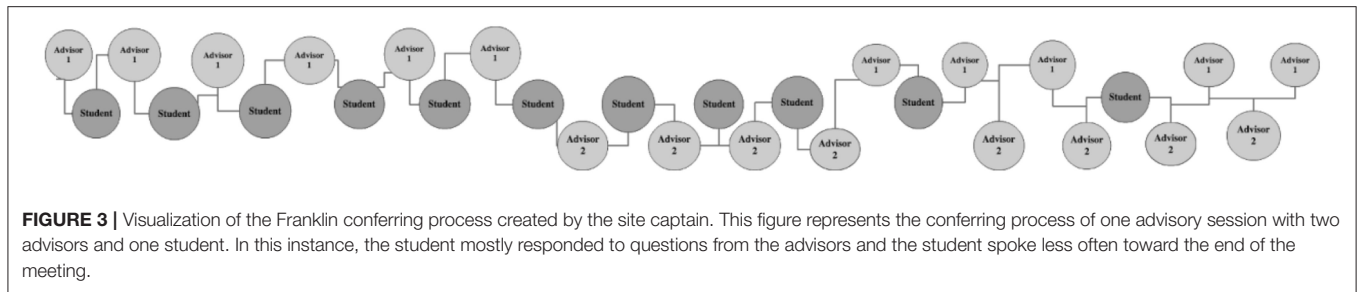 Advisor
1
Student
Advisor
1
Student
Advisor
1
Student
Advisor
1
Student
Advisor
1
Student
Advisor
1
Student
Advisor
2
Student
Advisor
2
Student
Advisor
2
Student
Advisor
2
Advisor
1
Student
Advisor
1
Advisor
2
Advisor
1
Advisor
2
Student
Advisor
2
Advisor
1
Advisor
2
Advisor
1
FIGURE 3 | Visualization of the Franklin conferring process created by the site captain. This figure represents the conferring process of one advisory session with two
advisors and one student. In this instance, the student mostly responded to questions from the advisors and the student spoke less often toward the end of the
meeting.